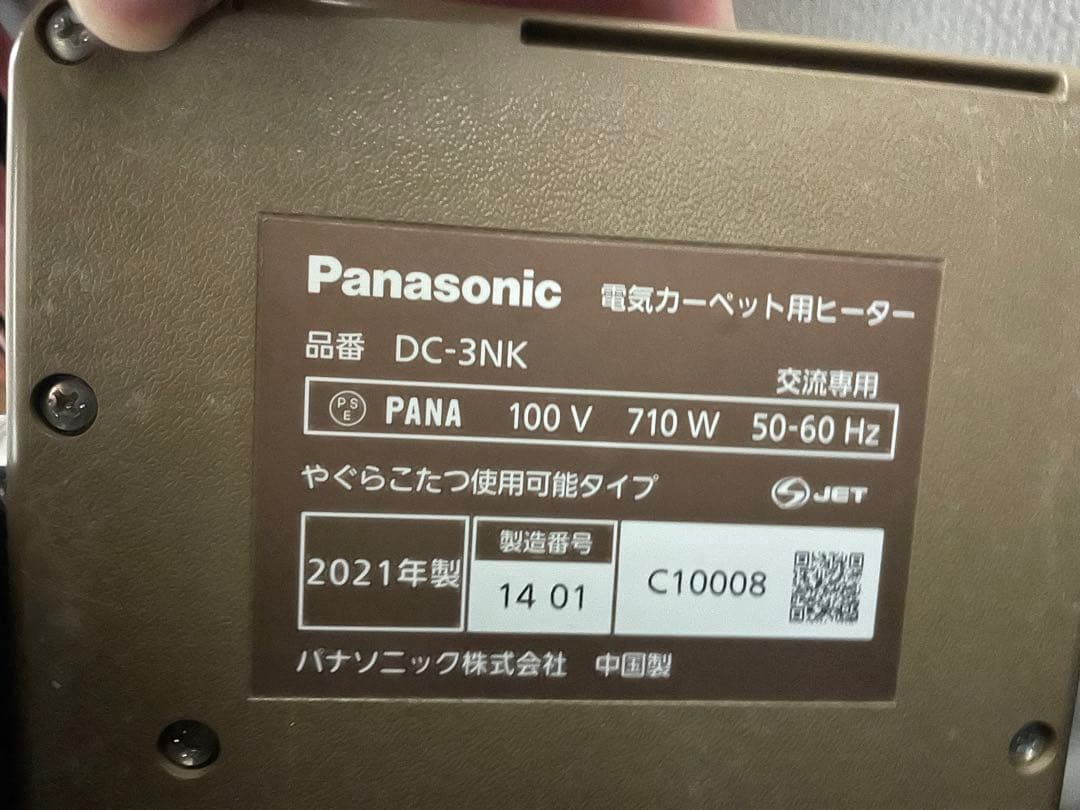 Panasonic 電気カーペット用ヒーター
品番 DC-3NK
交流専用
PSE PANA 100 V 710 W 50-60 Hz
やぐらこたつ使用可能タイプ JET
2021年製 製造番号 14 01 C10008
パナソニック株式会社 中国製